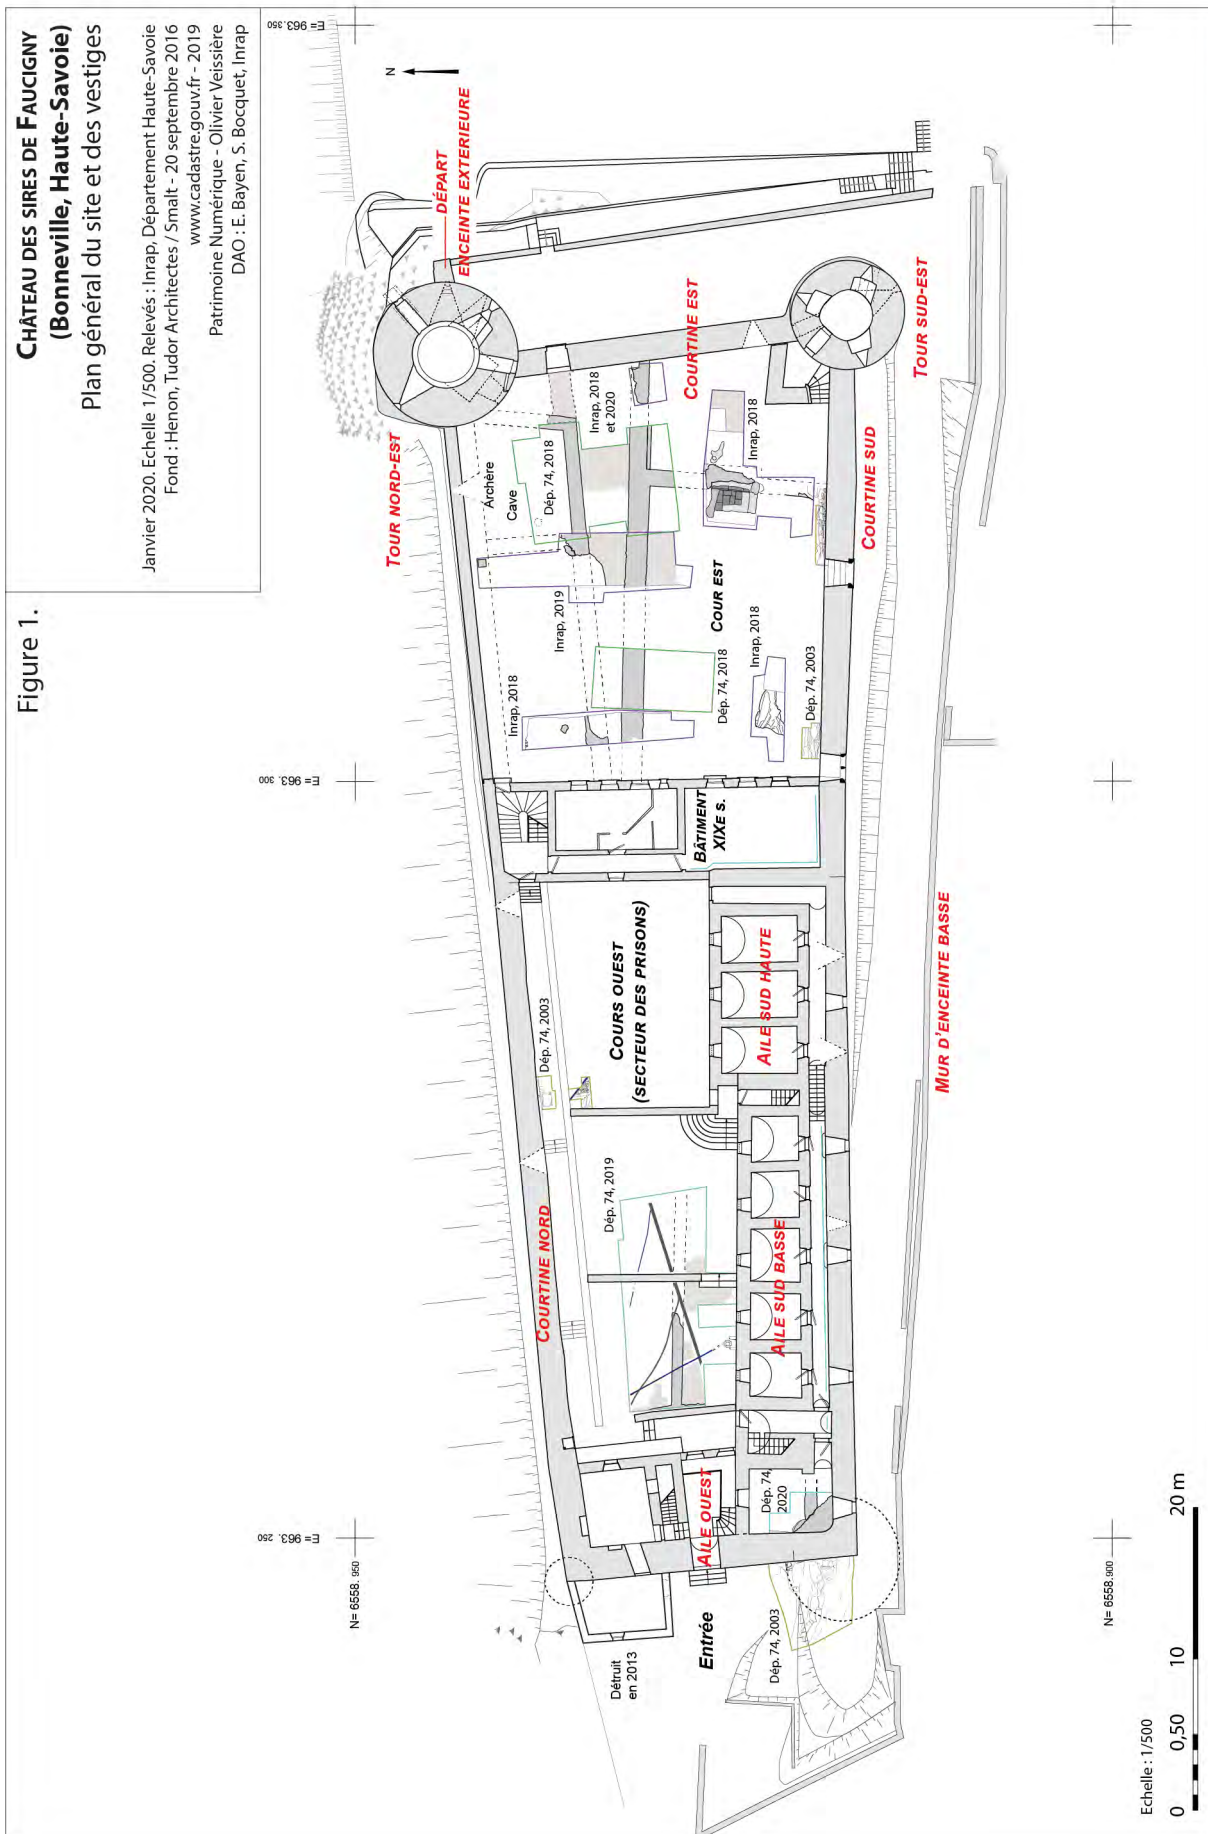 Figure 1.
CHÂTEAU DES SIRES DE FAUCIGNY
(Bonneville, Haute-Savoie)
Plan général du site et des vestiges
Janvier 2020. Echelle 1/500. Relevés : Inrap, Département Haute-Savoie
Fond : Henon, Tudor Architectes / Smalt - 20 septembre 2016
www.cadastre.gouv.fr - 2019
Patrimoine Numérique - Olivier Veissière
DAO : E. Bayen, S. Bocquet, Inrap
E= 963. 250
E= 963. 300
E= 963.350
N= 6558. 950
N
TOUR NORD-EST
DÉPART
ENCEINTE EXTERIEURE
Archère
Cave
Dép. 74, 2018
Inrap, 2018
et 2020
COURTINE EST
Inrap, 2018
Inrap, 2019
Inrap, 2018
COUR EST
Dép. 74, 2018
Inrap, 2018
Dép. 74, 2003
TOUR SUD-EST
COURTINE SUD
BÂTIMENT
XIXE S.
Dép. 74, 2003
COURS OUEST
(SECTEUR DES PRISONS)
AILE SUD HAUTE
COURTINE NORD
Dép. 74, 2019
AILE SUD BASSE
MUR D'ENCEINTE BASSE
AILE OUEST
Dép. 74,
2020
Détruit
en 2013
Entrée
Dép. 74, 2003
N= 6558.900
Echelle : 1/500
0 0,50 10 20 m